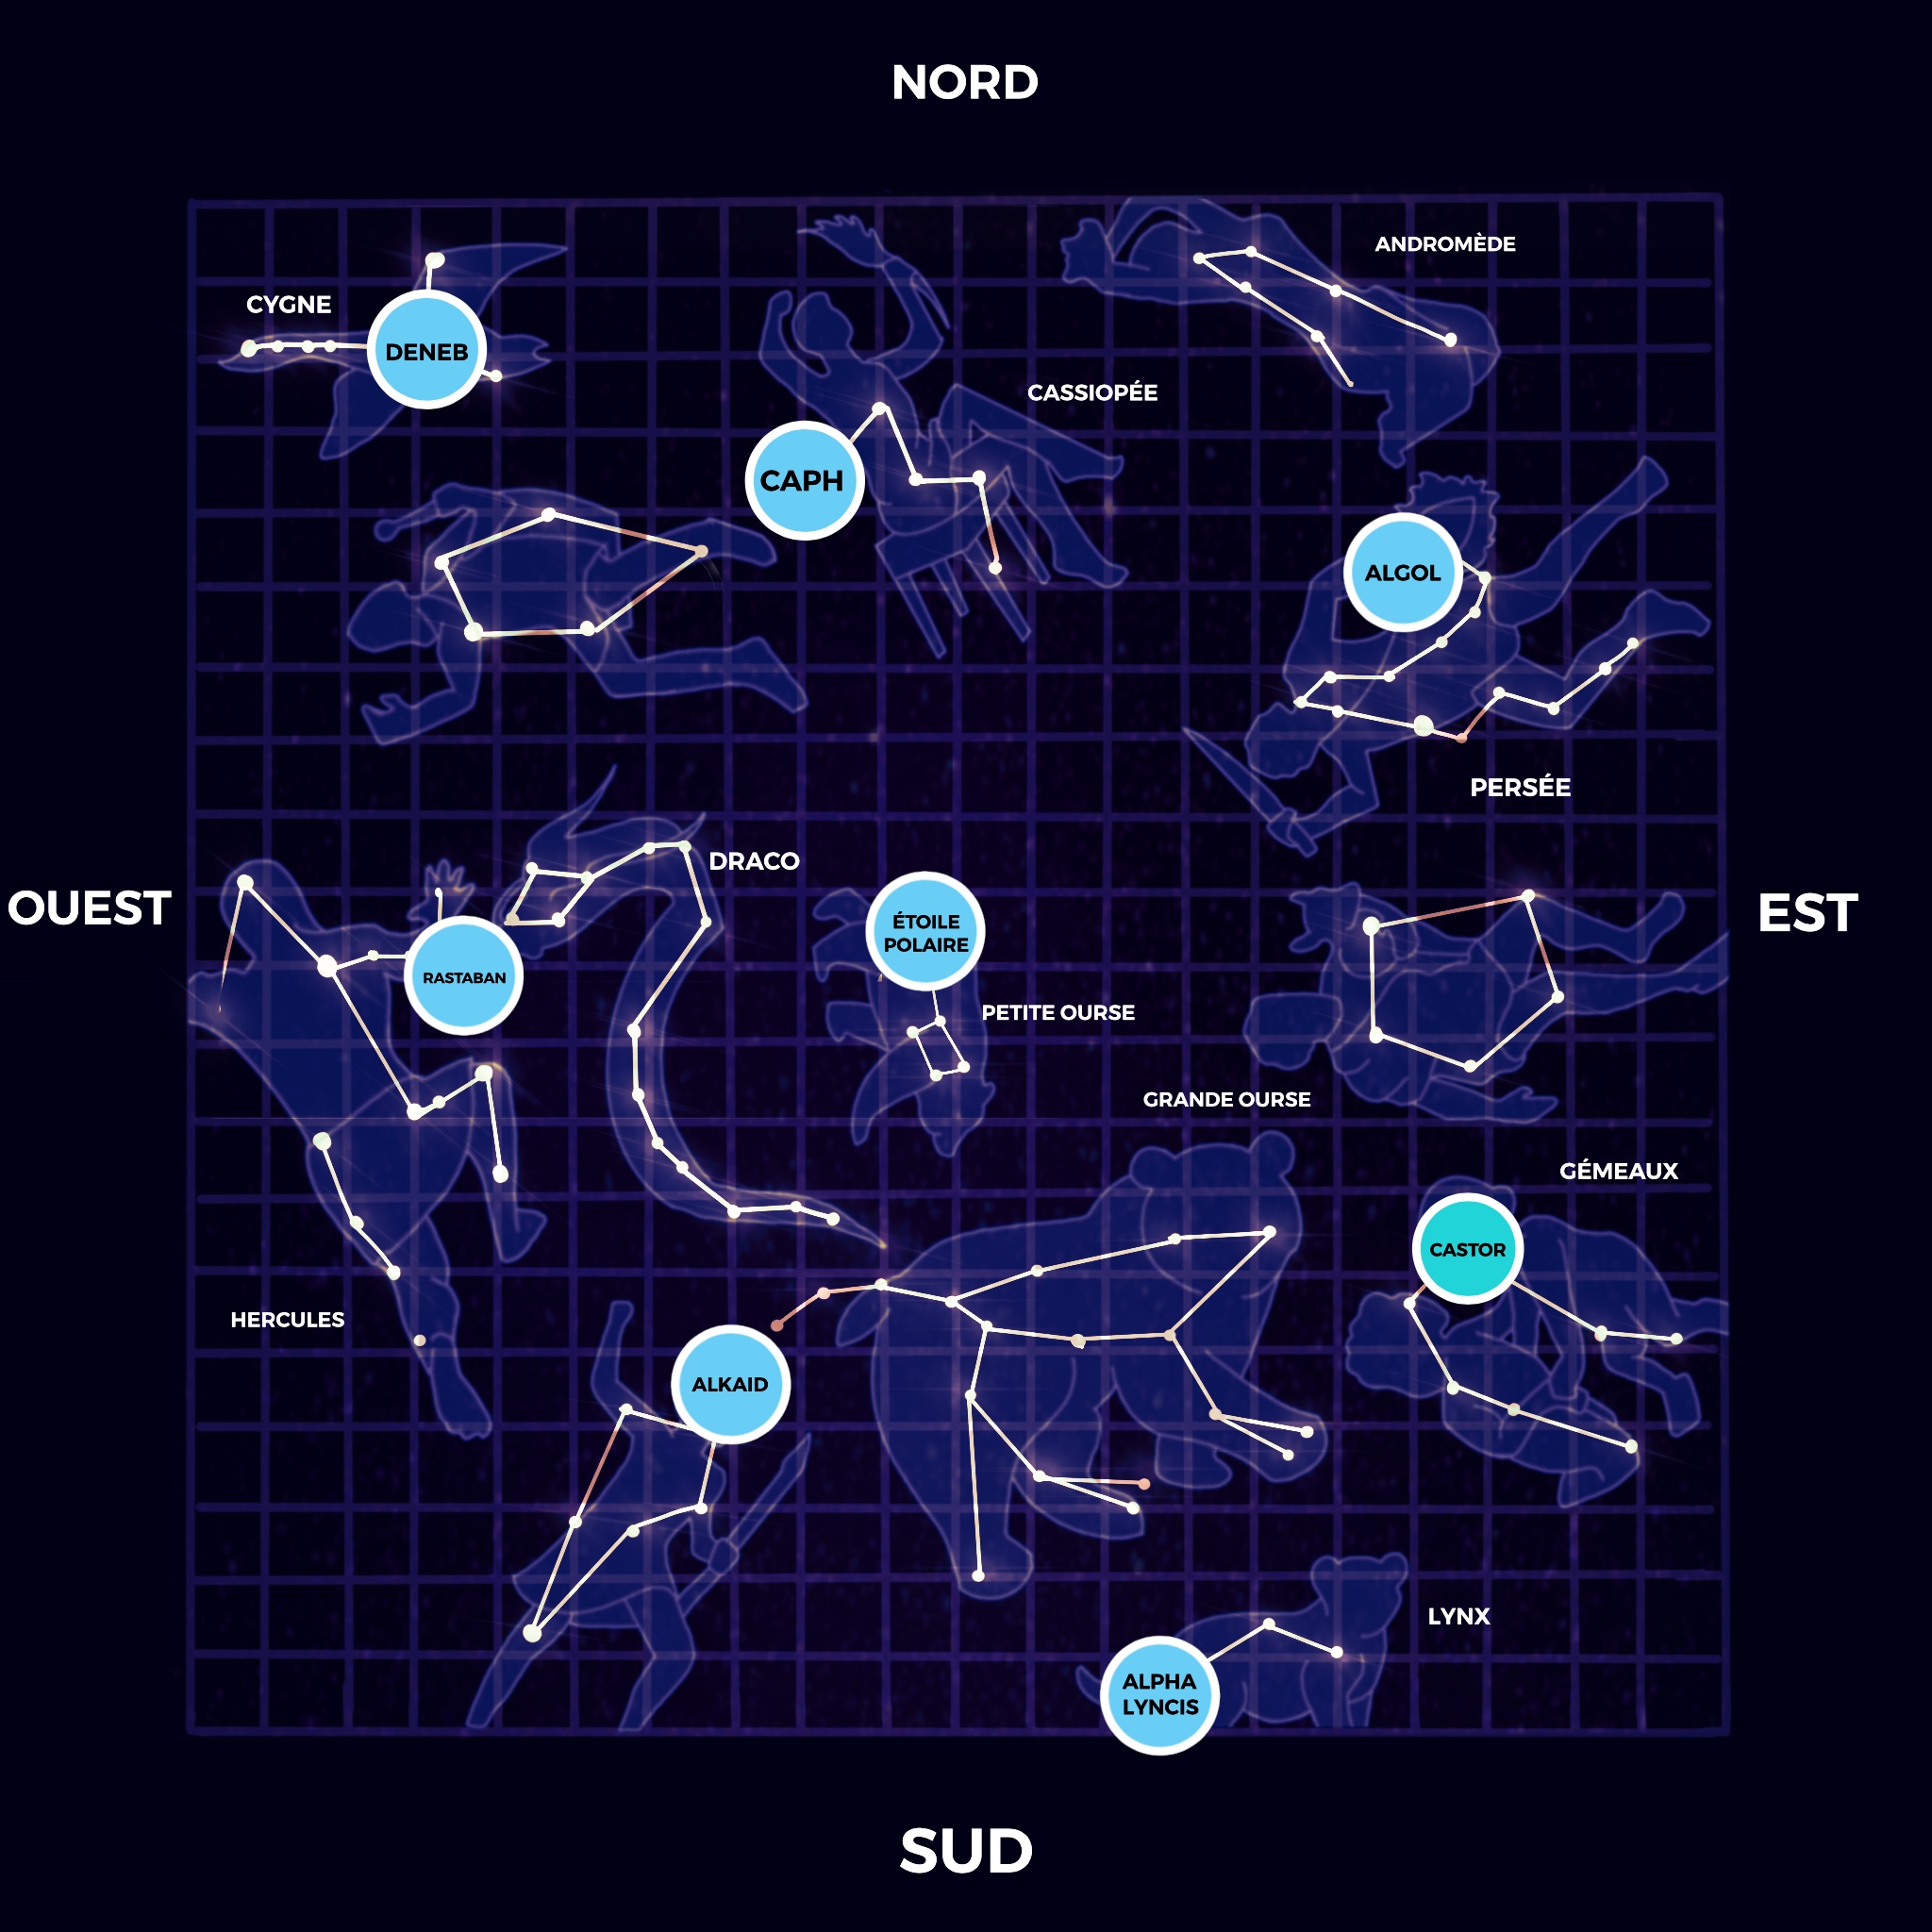 NORD
ANDROMÈDE
CYGNE
DENEB
CASSIOPÉE
CAPH
ALGOL
PERSÉE
DRACO
OUEST
EST
ÉTOILE
POLAIRE
RASTABAN
PETITE OURSE
GRANDE OURSE
GÉMEAUX
CASTOR
HERCULES
ALKAID
LYNX
ALPHA
LYNCIS
SUD